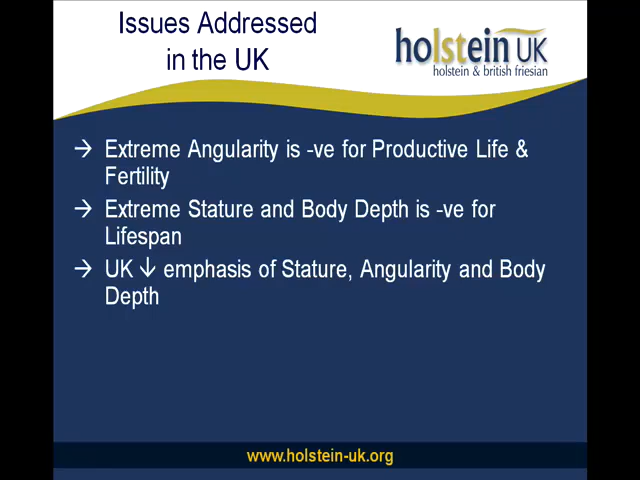 Issues Addressed
in the UK
holstein UK
holstein & british friesian
→ Extreme Angularity is -ve for Productive Life &
Fertility
→ Extreme Stature and Body Depth is -ve for
Lifespan
→ UK ↓ emphasis of Stature, Angularity and Body
Depth
www.holstein-uk.org